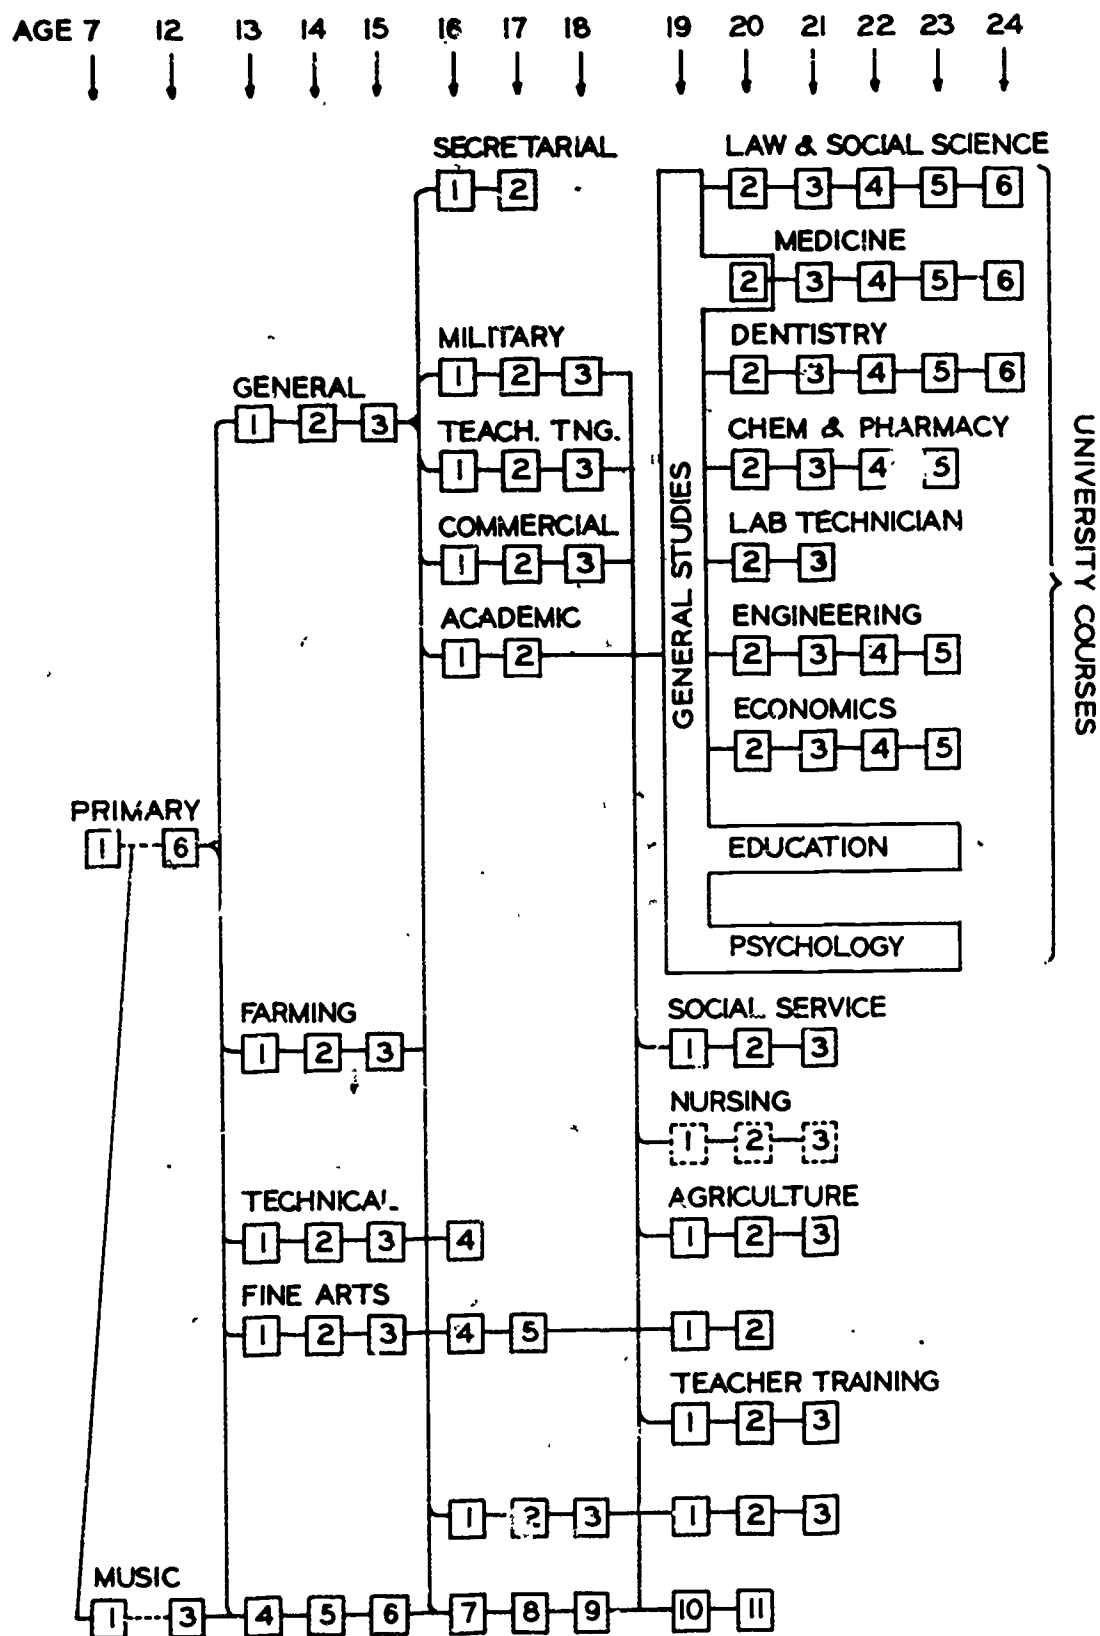 AGE 7 12 13 14 15 16 17 18 19 20 21 22 23 24
SECRETARIAL
1 2
LAW & SOCIAL SCIENCE
2 3 4 5 6
MEDICINE
2 3 4 5 6
MILITARY
1 2 3
DENTISTRY
2 3 4 5 6
GENERAL
1 2 3
TEACH. TNG.
1 2 3
CHEM & PHARMACY
2 3 4 5
COMMERCIAL
1 2 3
LAB TECHNICIAN
2 3
ACADEMIC
1 2
ENGINEERING
2 3 4 5
GENERAL STUDIES
ECONOMICS
2 3 4 5
UNIVERSITY COURSES
PRIMARY
1 6
EDUCATION
PSYCHOLOGY
FARMING
1 2 3
SOCIAL SERVICE
1 2 3
NURSING
1 2 3
TECHNICAL
1 2 3 4
AGRICULTURE
1 2 3
FINE ARTS
1 2 3 4 5 1 2
TEACHER TRAINING
1 2 3
1 2 3 1 2 3
MUSIC
1 3 4 5 6 7 8 9 10 11